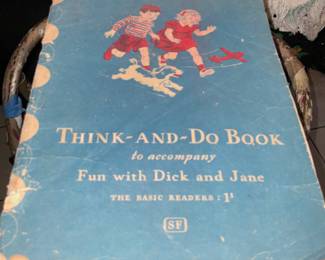 THINK-AND-DO BOOK
to accompany
Fun with Dick and Jane
THE BASIC READERS: 1¹
SF